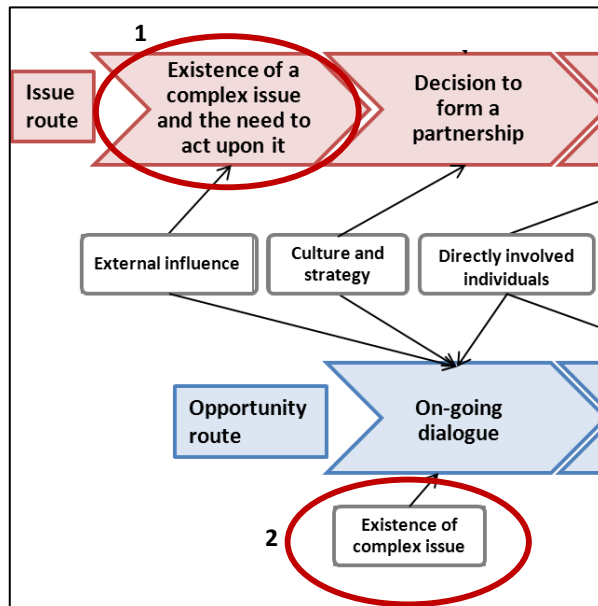 1
Issue
route
Existence of a
complex issue
and the need to
act upon it
Decision to
form a
partnership
External influence
Culture and
strategy
Directly involved
individuals
Opportunity
route
On-going
dialogue
2
Existence of
complex issue